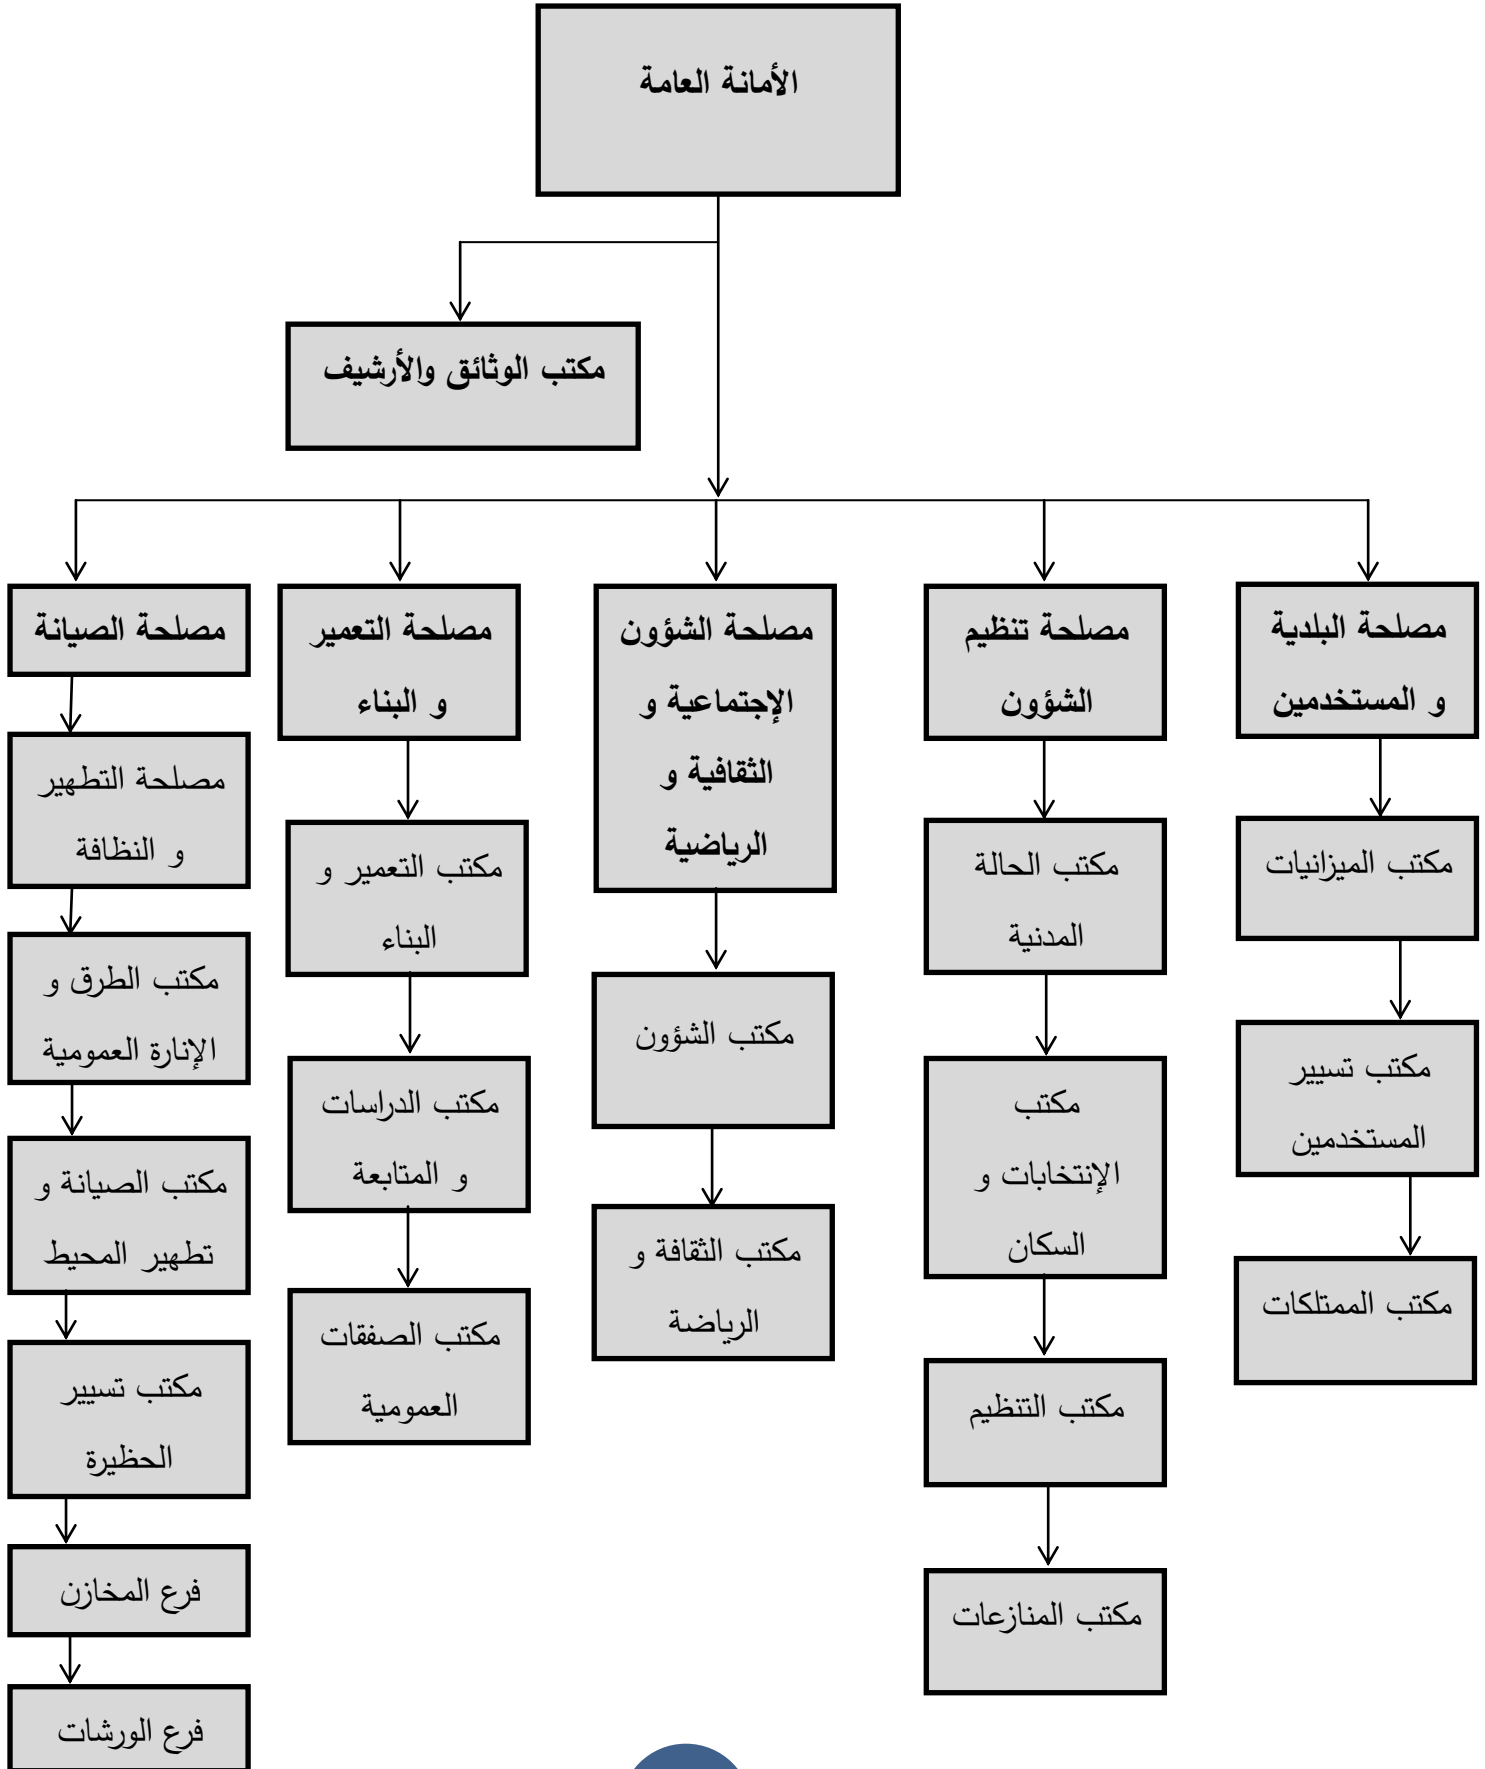 الأمانة العامة
مكتب الوثائق والأرشيف
مصلحة البلدية
و المستخدمين
مكتب الميزانيات
مكتب تسيير
المستخدمين
مكتب الممتلكات
مصلحة تنظيم
الشؤون
مكتب الحالة
المدنية
مكتب
الإنتخابات و
السكان
مكتب التنظيم
مكتب المنازعات
مصلحة الشؤون
الإجتماعية و
الثقافية و
الرياضية
مكتب الشؤون
مكتب الثقافة و
الرياضة
مصلحة التعمير
و البناء
مكتب التعمير و
البناء
مكتب الدراسات
و المتابعة
مكتب الصفقات
العمومية
مصلحة الصيانة
مصلحة التطهير
و النظافة
مكتب الطرق و
الإنارة العمومية
مكتب الصيانة و
تطهير المحيط
مكتب تسيير
الحظيرة
فرع المخازن
فرع الورشات